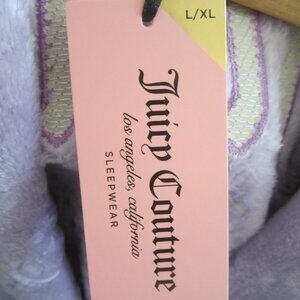 L/XL
Juicy Couture
los angeles, california
SLEEPWEAR